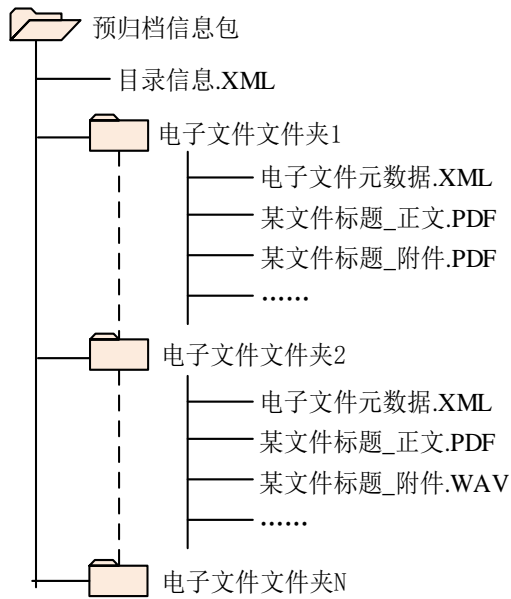 预归档信息包
目录信息.XML
电子文件文件夹1
电子文件元数据.XML
某文件标题_正文.PDF
某文件标题_附件.PDF
……
电子文件文件夹2
电子文件元数据.XML
某文件标题_正文.PDF
某文件标题_附件.WAV
……
电子文件文件夹N